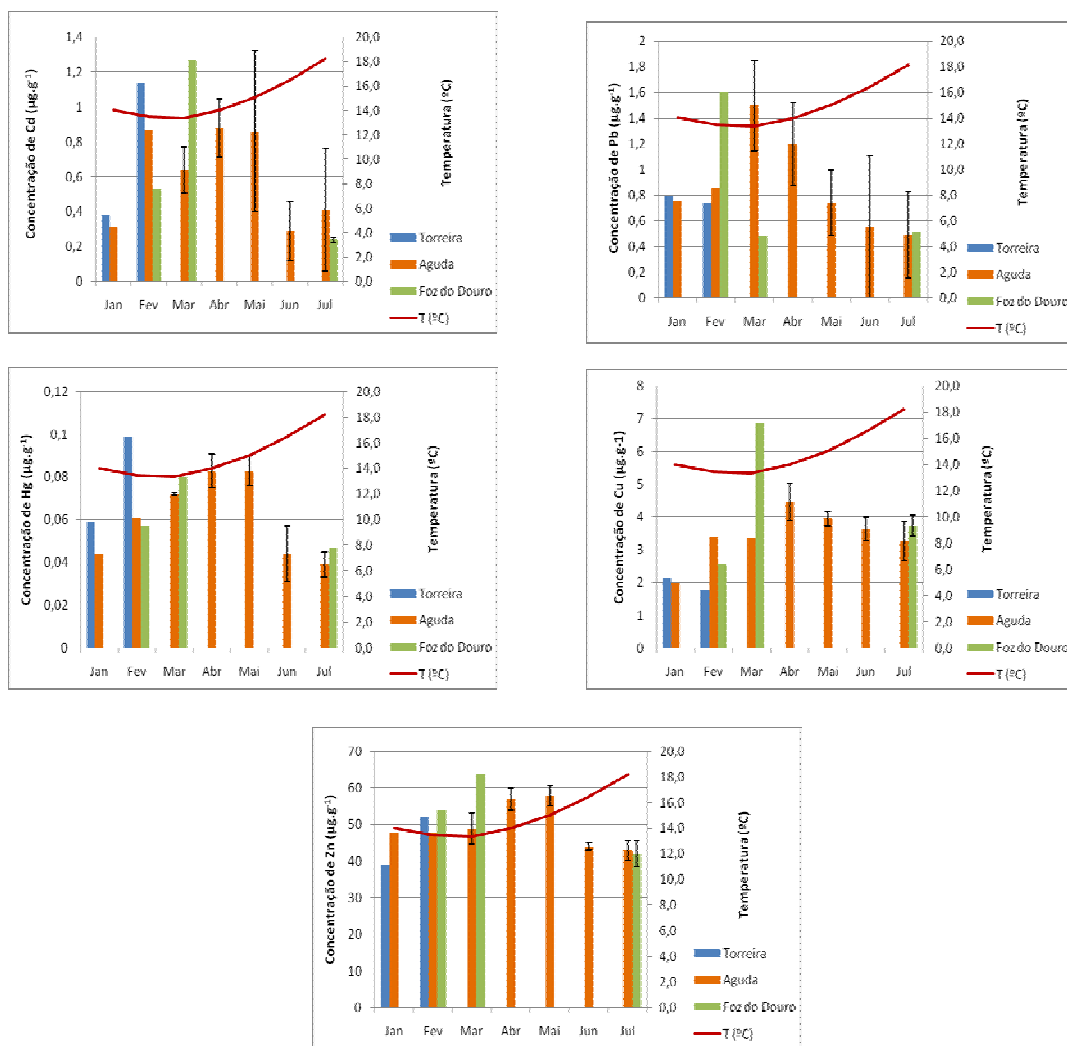 Concentração de Cd (µg.g-1)
1,4
1,2
1
0,8
0,6
0,4
0,2
0
20,0
18,0
16,0
14,0
12,0
10,0
8,0
6,0
4,0
2,0
0,0
Temperatura (ºC)
Jan Fev Mar Abr Mai Jun Jul
Torreira
Aguda
Foz do Douro
T (ºC)
Concentração de Pb (µg.g-1)
2
1,8
1,6
1,4
1,2
1
0,8
0,6
0,4
0,2
0
20,0
18,0
16,0
14,0
12,0
10,0
8,0
6,0
4,0
2,0
0,0
Temperatura (ºC)
Jan Fev Mar Abr Mai Jun Jul
Torreira
Aguda
Foz do Douro
T (ºC)
Concentração de Hg (µg.g-1)
0,12
0,1
0,08
0,06
0,04
0,02
0
20,0
18,0
16,0
14,0
12,0
10,0
8,0
6,0
4,0
2,0
0,0
Temperatura (ºC)
Jan Fev Mar Abr Mai Jun Jul
Torreira
Aguda
Foz do Douro
T (ºC)
Concentração de Cu (µg.g-1)
8
7
6
5
4
3
2
1
0
20,0
18,0
16,0
14,0
12,0
10,0
8,0
6,0
4,0
2,0
0,0
Temperatura (ºC)
Jan Fev Mar Abr Mai Jun Jul
Torreira
Aguda
Foz do Douro
T (ºC)
Concentração de Zn (µg.g-1)
70
60
50
40
30
20
10
0
20,0
18,0
16,0
14,0
12,0
10,0
8,0
6,0
4,0
2,0
0,0
Temperatura (ºC)
Jan Fev Mar Abr Mai Jun Jul
Torreira
Aguda
Foz do Douro
T (ºC)